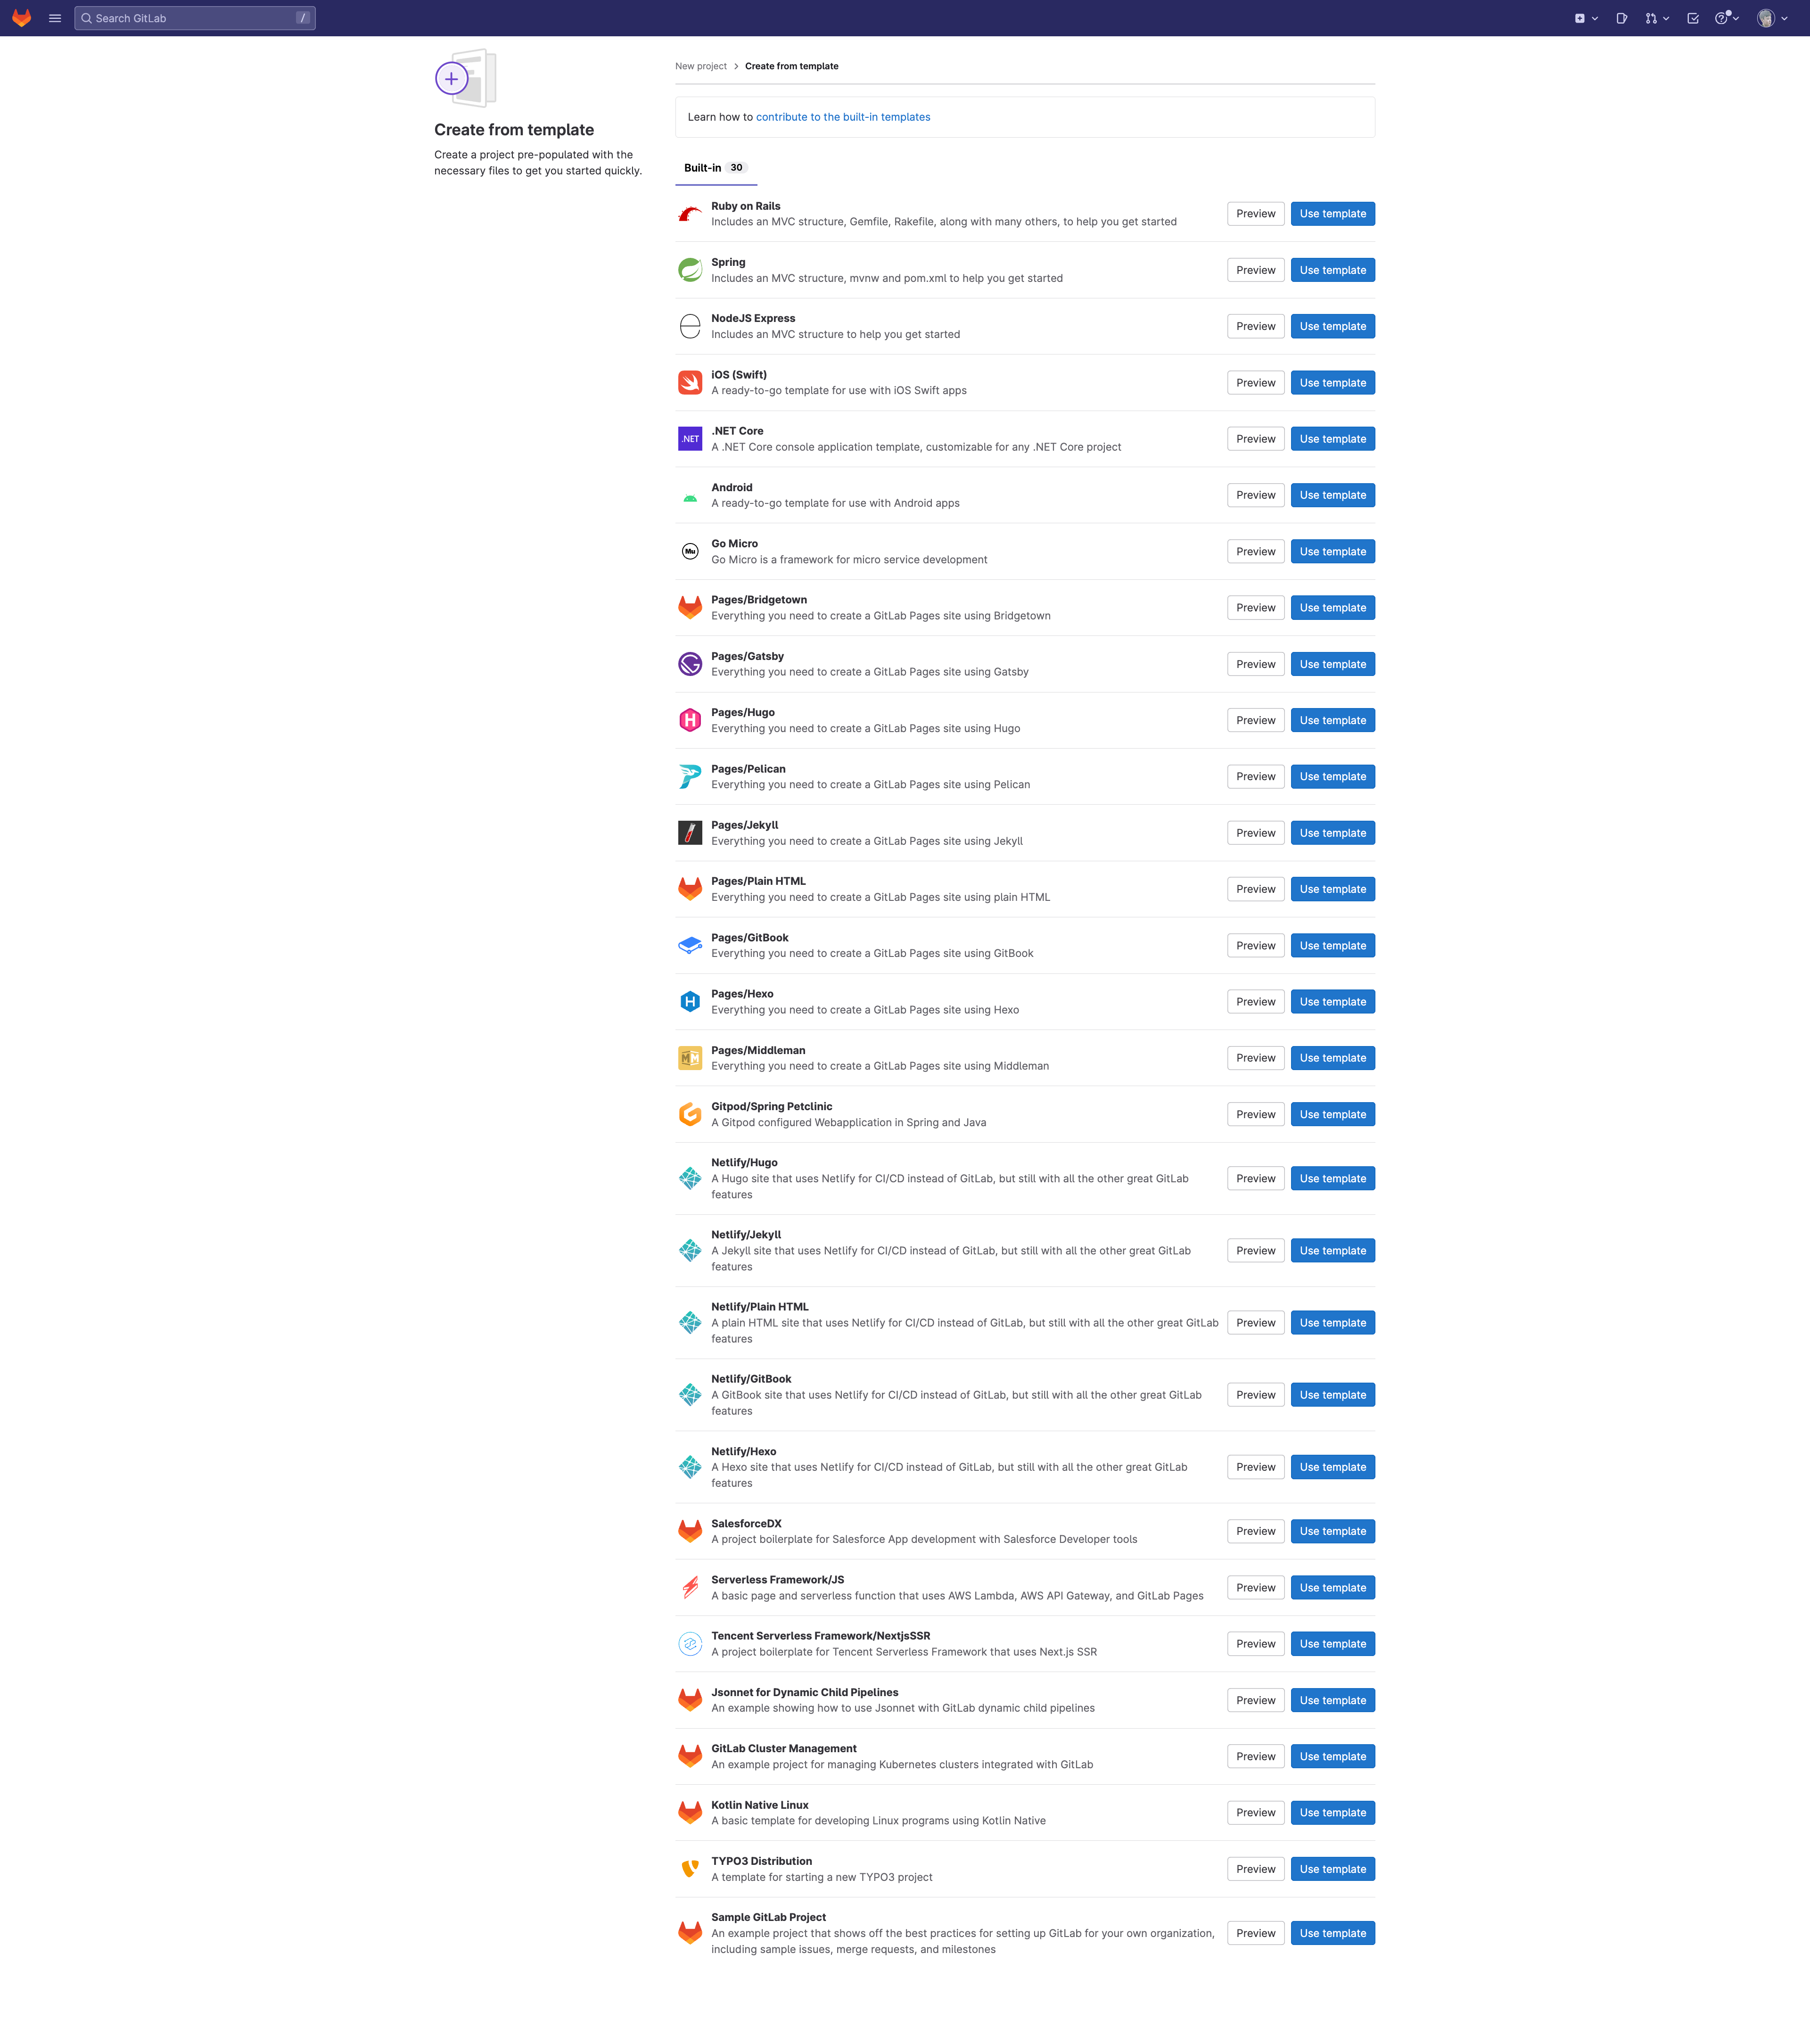 Search GitLab /
New project > Create from template
Create from template
Create a project pre-populated with the
necessary files to get you started quickly.
Learn how to contribute to the built-in templates
Built-in 30
Ruby on Rails
Includes an MVC structure, Gemfile, Rakefile, along with many others, to help you get started
Preview Use template
Spring
Includes an MVC structure, mvnw and pom.xml to help you get started
Preview Use template
NodeJS Express
Includes an MVC structure to help you get started
Preview Use template
iOS (Swift)
A ready-to-go template for use with iOS Swift apps
Preview Use template
.NET
.NET Core
A .NET Core console application template, customizable for any .NET Core project
Preview Use template
Android
A ready-to-go template for use with Android apps
Preview Use template
Mu
Go Micro
Go Micro is a framework for micro service development
Preview Use template
Pages/Bridgetown
Everything you need to create a GitLab Pages site using Bridgetown
Preview Use template
Pages/Gatsby
Everything you need to create a GitLab Pages site using Gatsby
Preview Use template
H
Pages/Hugo
Everything you need to create a GitLab Pages site using Hugo
Preview Use template
Pages/Pelican
Everything you need to create a GitLab Pages site using Pelican
Preview Use template
Pages/Jekyll
Everything you need to create a GitLab Pages site using Jekyll
Preview Use template
Pages/Plain HTML
Everything you need to create a GitLab Pages site using plain HTML
Preview Use template
Pages/GitBook
Everything you need to create a GitLab Pages site using GitBook
Preview Use template
H
Pages/Hexo
Everything you need to create a GitLab Pages site using Hexo
Preview Use template
MM
Pages/Middleman
Everything you need to create a GitLab Pages site using Middleman
Preview Use template
Gitpod/Spring Petclinic
A Gitpod configured Webapplication in Spring and Java
Preview Use template
Netlify/Hugo
A Hugo site that uses Netlify for CI/CD instead of GitLab, but still with all the other great GitLab
features
Preview Use template
Netlify/Jekyll
A Jekyll site that uses Netlify for CI/CD instead of GitLab, but still with all the other great GitLab
features
Preview Use template
Netlify/Plain HTML
A plain HTML site that uses Netlify for CI/CD instead of GitLab, but still with all the other great GitLab
features
Preview Use template
Netlify/GitBook
A GitBook site that uses Netlify for CI/CD instead of GitLab, but still with all the other great GitLab
features
Preview Use template
Netlify/Hexo
A Hexo site that uses Netlify for CI/CD instead of GitLab, but still with all the other great GitLab
features
Preview Use template
SalesforceDX
A project boilerplate for Salesforce App development with Salesforce Developer tools
Preview Use template
Serverless Framework/JS
A basic page and serverless function that uses AWS Lambda, AWS API Gateway, and GitLab Pages
Preview Use template
Tencent Serverless Framework/NextjsSSR
A project boilerplate for Tencent Serverless Framework that uses Next.js SSR
Preview Use template
Jsonnet for Dynamic Child Pipelines
An example showing how to use Jsonnet with GitLab dynamic child pipelines
Preview Use template
GitLab Cluster Management
An example project for managing Kubernetes clusters integrated with GitLab
Preview Use template
Kotlin Native Linux
A basic template for developing Linux programs using Kotlin Native
Preview Use template
TYPO3 Distribution
A template for starting a new TYPO3 project
Preview Use template
Sample GitLab Project
An example project that shows off the best practices for setting up GitLab for your own organization,
including sample issues, merge requests, and milestones
Preview Use template